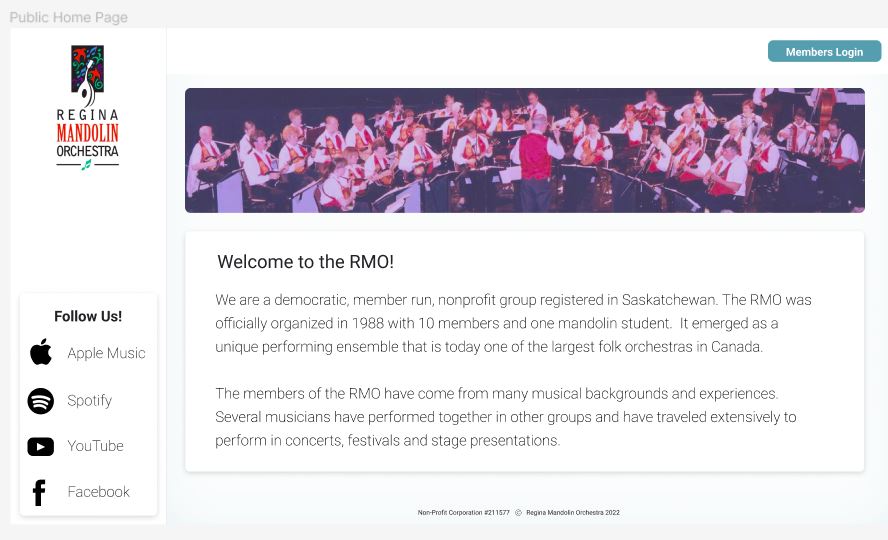 Public Home Page
Members Login
REGINA
MANDOLIN
ORCHESTRA
Welcome to the RMO!
We are a democratic, member run, nonprofit group registered in Saskatchewan. The RMO was
officially organized in 1988 with 10 members and one mandolin student.  It emerged as a
unique performing ensemble that is today one of the largest folk orchestras in Canada.
The members of the RMO have come from many musical backgrounds and experiences.
Several musicians have performed together in other groups and have traveled extensively to
perform in concerts, festivals and stage presentations.
Follow Us!
Apple Music
Spotify
YouTube
Facebook
Non-Profit Corporation #211577 © Regina Mandolin Orchestra 2022